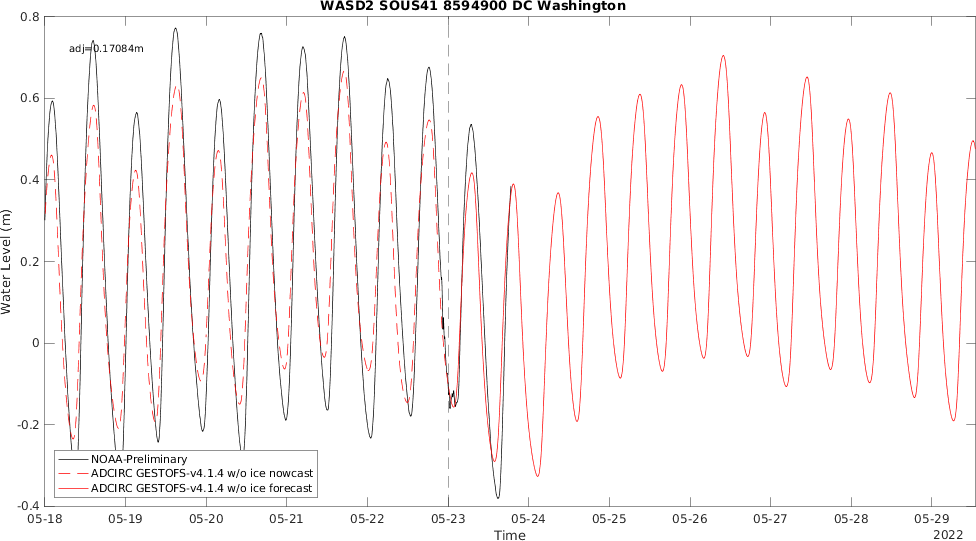 WASD2 SOUS41 8594900 DC Washington
adj=0.17084m
0.8
0.6
0.4
0.2
0
-0.2
-0.4
Water Level (m)
NOAA-Preliminary
ADCIRC GESTOFS-v4.1.4 w/o ice nowcast
ADCIRC GESTOFS-v4.1.4 w/o ice forecast
05-18 05-19 05-20 05-21 05-22 05-23 05-24 05-25 05-26 05-27 05-28 05-29
Time
2022